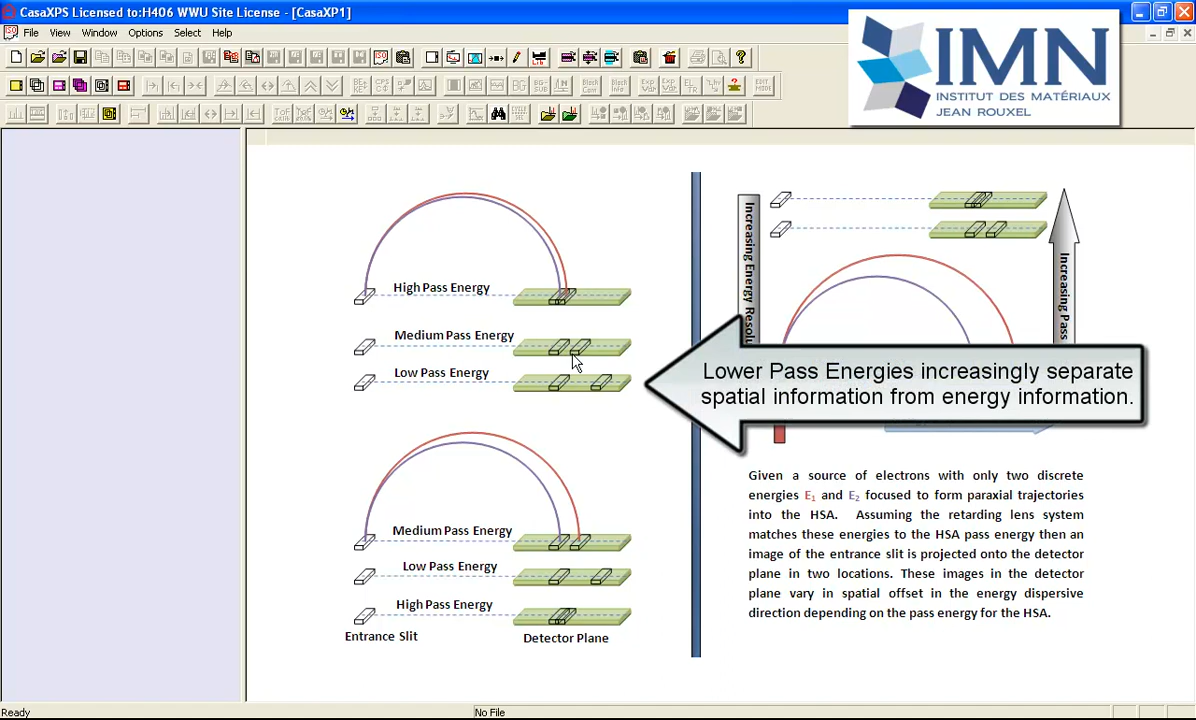 CasaXPS Licensed to:H406 WWU Site License - [CasaXP1]
File View Window Options Select Help
IMN
INSTITUT DES MATÉRIAUX
JEAN ROUXEL
High Pass Energy
Medium Pass Energy
Low Pass Energy
Medium Pass Energy
Low Pass Energy
High Pass Energy
Entrance Slit
Detector Plane
Increasing Energy Resolu
Increasing Pass
Lower Pass Energies increasingly separate
spatial information from energy information.
Given a source of electrons with only two discrete
energies E₁ and E₂ focused to form paraxial trajectories
into the HSA. Assuming the retarding lens system
matches these energies to the HSA pass energy then an
image of the entrance slit is projected onto the detector
plane in two locations. These images in the detector
plane vary in spatial offset in the energy dispersive
direction depending on the pass energy for the HSA.
Ready
No File